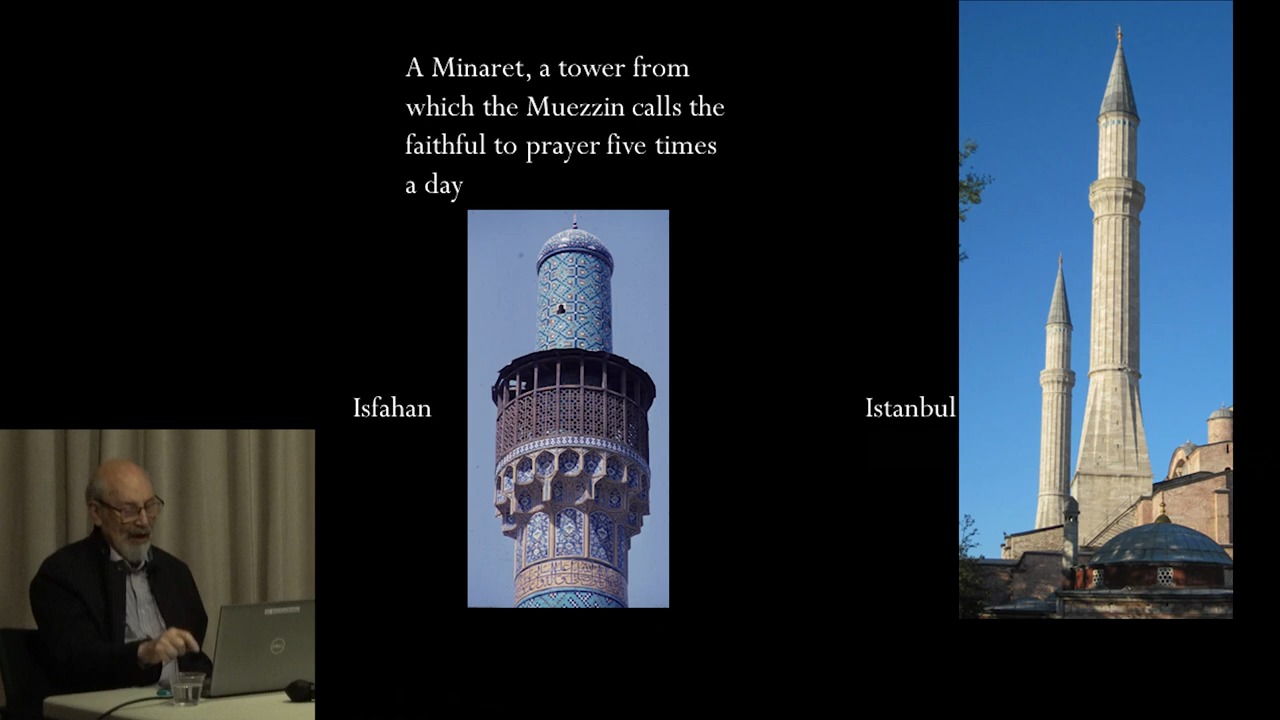 A Minaret, a tower from
which the Muezzin calls the
faithful to prayer five times
a day
Isfahan
Istanbul